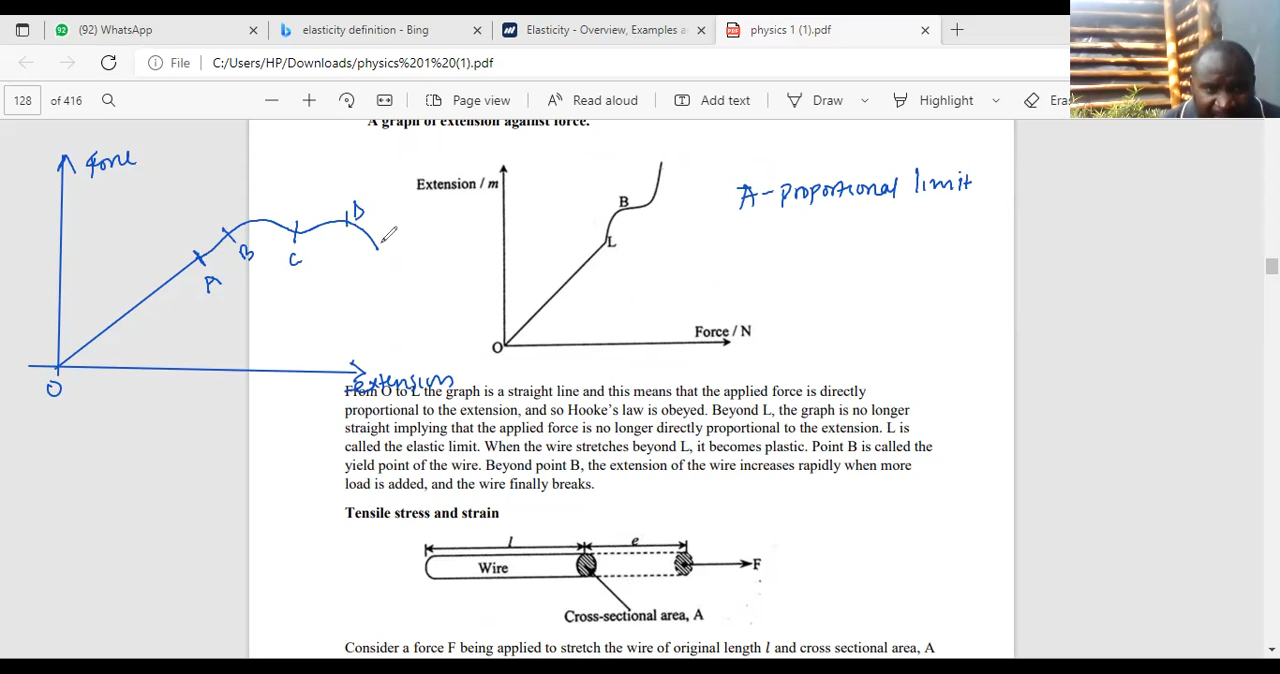 92
(92) WhatsApp
elasticity definition - Bing
Elasticity - Overview, Examples a
physics 1 (1).pdf
File
C:/Users/HP/Downloads/physics%201%20(1).pdf
128 of 416
Page view
Read aloud
Add text
Draw
Highlight
Eras
A graph of extension against force.
Force
A
B
C
D
O
Extension
Extension / m
B
L
O
Force / N
A - proportional limit
From O to L the graph is a straight line and this means that the applied force is directly
proportional to the extension, and so Hooke's law is obeyed. Beyond L, the graph is no longer
straight implying that the applied force is no longer directly proportional to the extension. L is
called the elastic limit. When the wire stretches beyond L, it becomes plastic. Point B is called the
yield point of the wire. Beyond point B, the extension of the wire increases rapidly when more
load is added, and the wire finally breaks.
Tensile stress and strain
l
e
Wire
F
Cross-sectional area, A
Consider a force F being applied to stretch the wire of original length l and cross sectional area, A